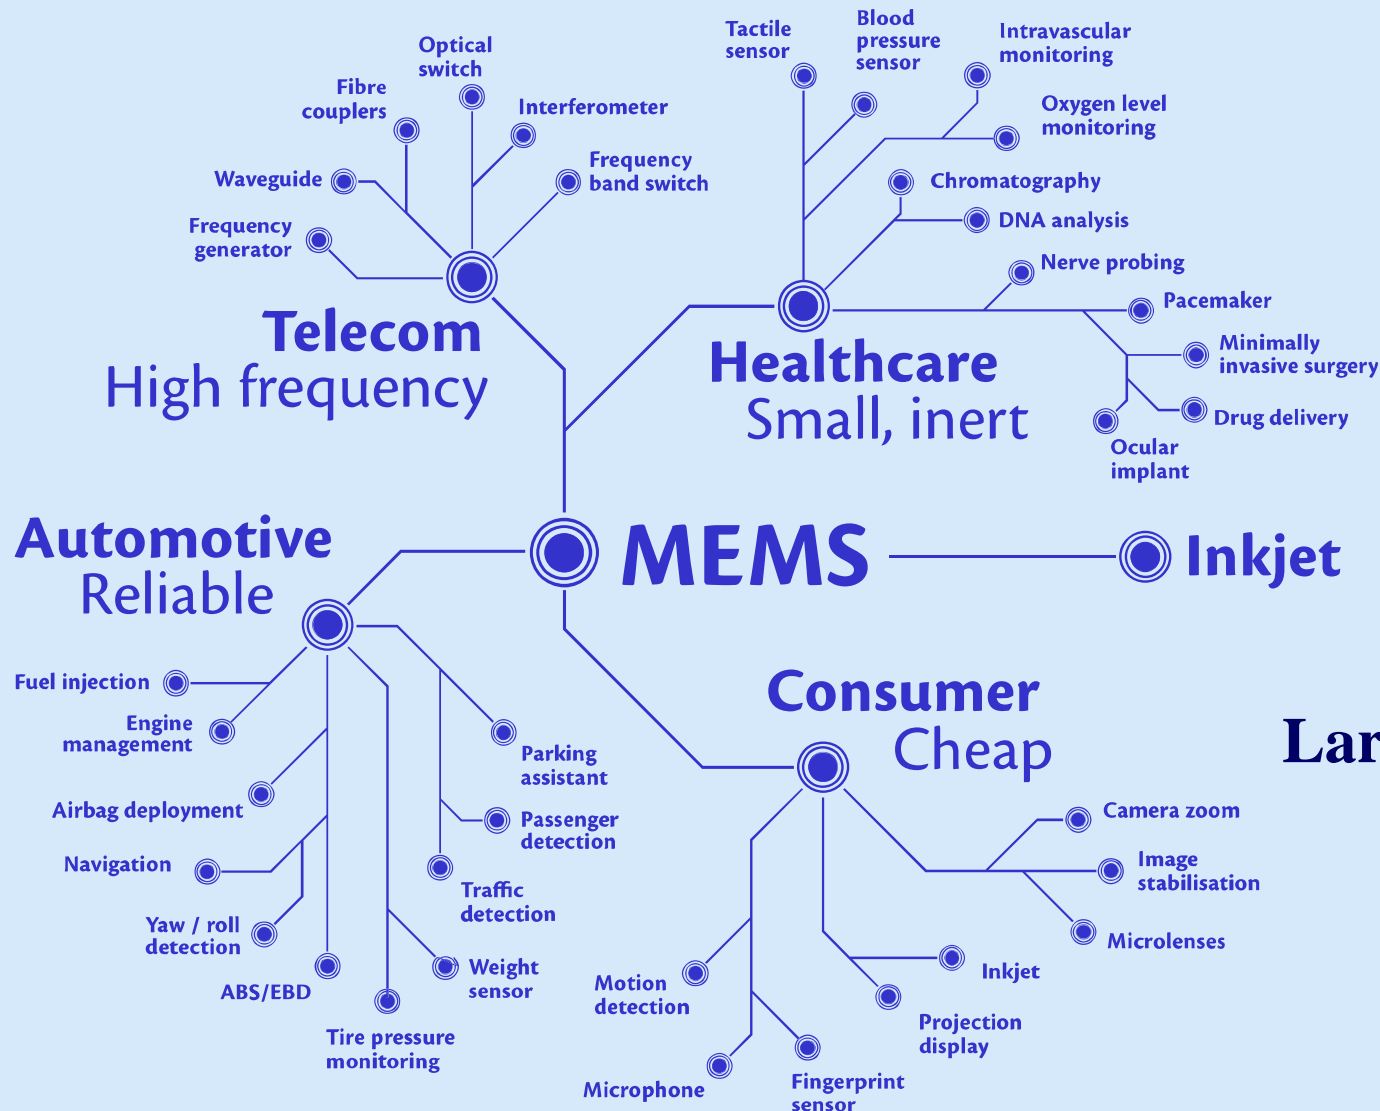 Optical
switch
Fibre
couplers
Interferometer
Waveguide
Frequency
band switch
Frequency
generator
Telecom
High frequency
Tactile
sensor
Blood
pressure
sensor
Intravascular
monitoring
Oxygen level
monitoring
Chromatography
DNA analysis
Nerve probing
Pacemaker
Minimally
invasive surgery
Drug delivery
Ocular
implant
Healthcare
Small, inert
MEMS
Inkjet
Automotive
Reliable
Fuel injection
Engine
management
Airbag deployment
Navigation
Yaw / roll
detection
ABS/EBD
Tire pressure
monitoring
Weight
sensor
Traffic
detection
Passenger
detection
Parking
assistant
Consumer
Cheap
Camera zoom
Image
stabilisation
Microlenses
Inkjet
Projection
display
Motion
detection
Microphone
Fingerprint
sensor
Lar